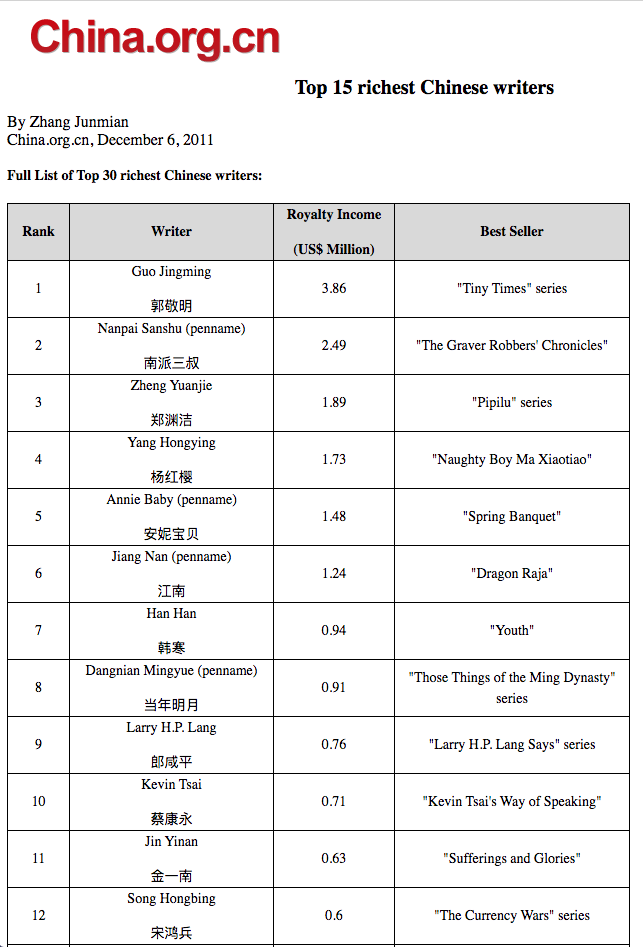 China.org.cn
Top 15 richest Chinese writers
By Zhang Junmian
China.org.cn, December 6, 2011
Full List of Top 30 richest Chinese writers:
Rank
Writer
Royalty Income
(US$ Million)
Best Seller
1
Guo Jingming
郭敬明
3.86
"Tiny Times" series
2
Nanpai Sanshu (penname)
南派三叔
2.49
"The Graver Robbers' Chronicles"
3
Zheng Yuanjie
郑渊洁
1.89
"Pipilu" series
4
Yang Hongying
杨红樱
1.73
"Naughty Boy Ma Xiaotiao"
5
Annie Baby (penname)
安妮宝贝
1.48
"Spring Banquet"
6
Jiang Nan (penname)
江南
1.24
"Dragon Raja"
7
Han Han
韩寒
0.94
"Youth"
8
Dangnian Mingyue (penname)
当年明月
0.91
"Those Things of the Ming Dynasty"
series
9
Larry H.P. Lang
郎咸平
0.76
"Larry H.P. Lang Says" series
10
Kevin Tsai
蔡康永
0.71
"Kevin Tsai's Way of Speaking"
11
Jin Yinan
金一南
0.63
"Sufferings and Glories"
12
Song Hongbing
宋鸿兵
0.6
"The Currency Wars" series